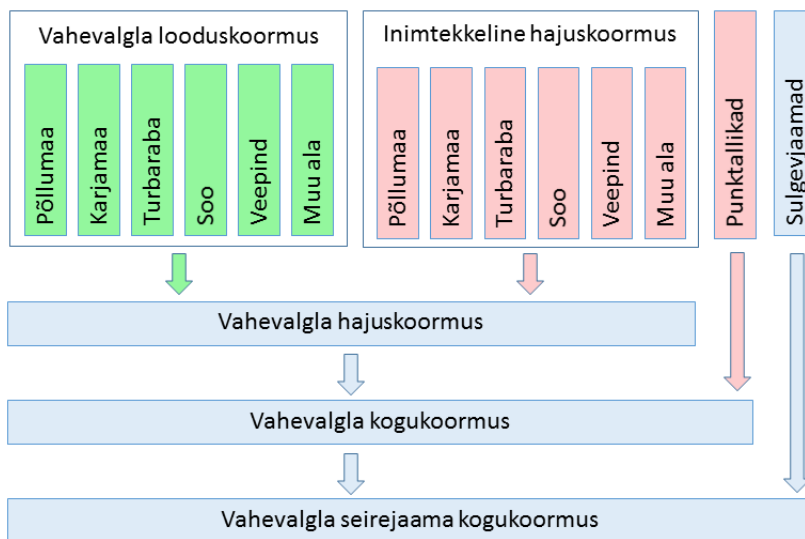 Vahevalgla looduskoormus
Põllumaa
Karjamaa
Turbaraba
Soo
Veepind
Muu ala
Inimtekkeline hajuskoormus
Põllumaa
Karjamaa
Turbaraba
Soo
Veepind
Muu ala
Punktallikad
Sulgevjaamad
Vahevalgla hajuskoormus
Vahevalgla kogukoormus
Vahevalgla seirejaama kogukoormus